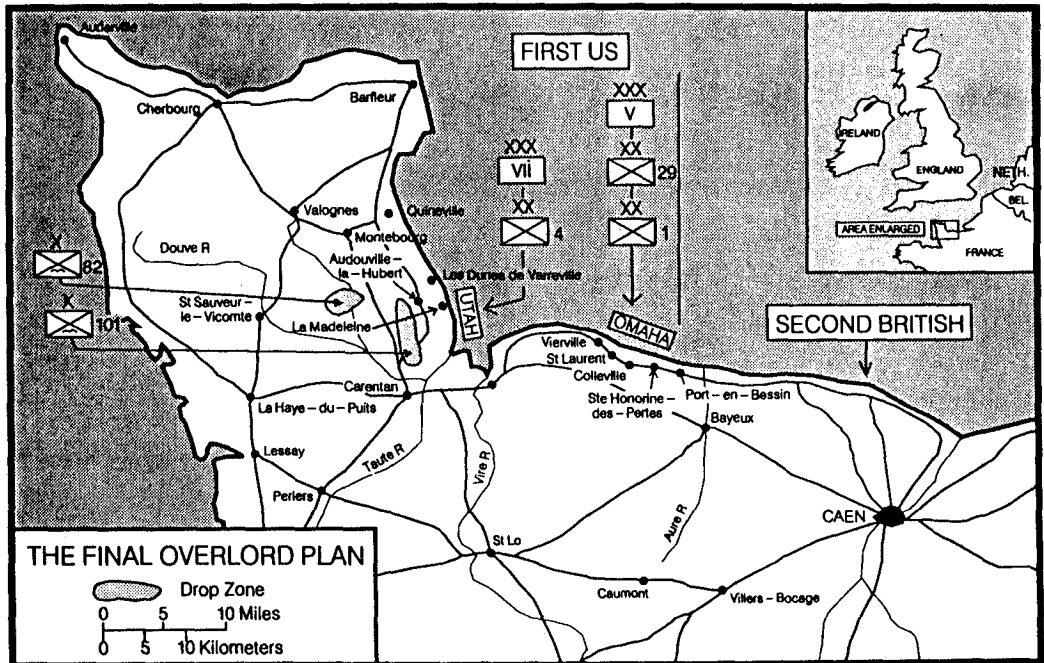 Auderville
Cherbourg
Barfleur
FIRST US
XXX
V
XX
29
XX
1
XXX
VII
XX
4
IRELAND
ENGLAND
NETH.
BEL.
AREA ENLARGED
FRANCE
Valognes
Quineville
Montebourg
Douve R
Audouville-
la-Hubert
Les Dunes de Varreville
X
82
X
101
St Sauveur-
le-Vicomte
La Madeleine
UTAH
OMAHA
SECOND BRITISH
Vierville
St Laurent
Colleville
Ste Honorine-
des-Pertes
Port-en-Bessin
Carentan
La Haye-du-Puits
Bayeux
Lessay
Taute R
Vire R
Aure R
Periers
CAEN
St Lo
Caumont
Villers-Bocage
THE FINAL OVERLORD PLAN
Drop Zone
0 5 10 Miles
0 5 10 Kilometers